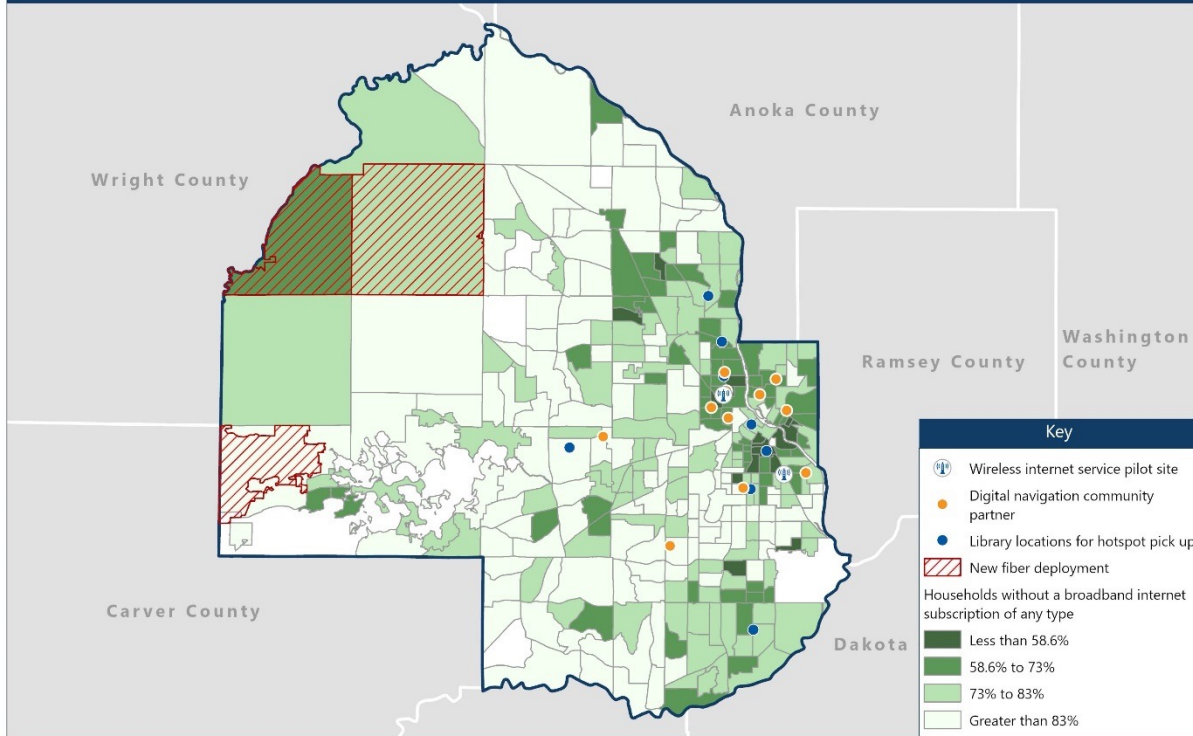 Anoka County
Wright County
Ramsey County
Washington
County
Key
Wireless internet service pilot site
Digital navigation community
partner
Library locations for hotspot pick up
New fiber deployment
Households without a broadband internet
subscription of any type
Less than 58.6%
58.6% to 73%
73% to 83%
Greater than 83%
Carver County
Dakota